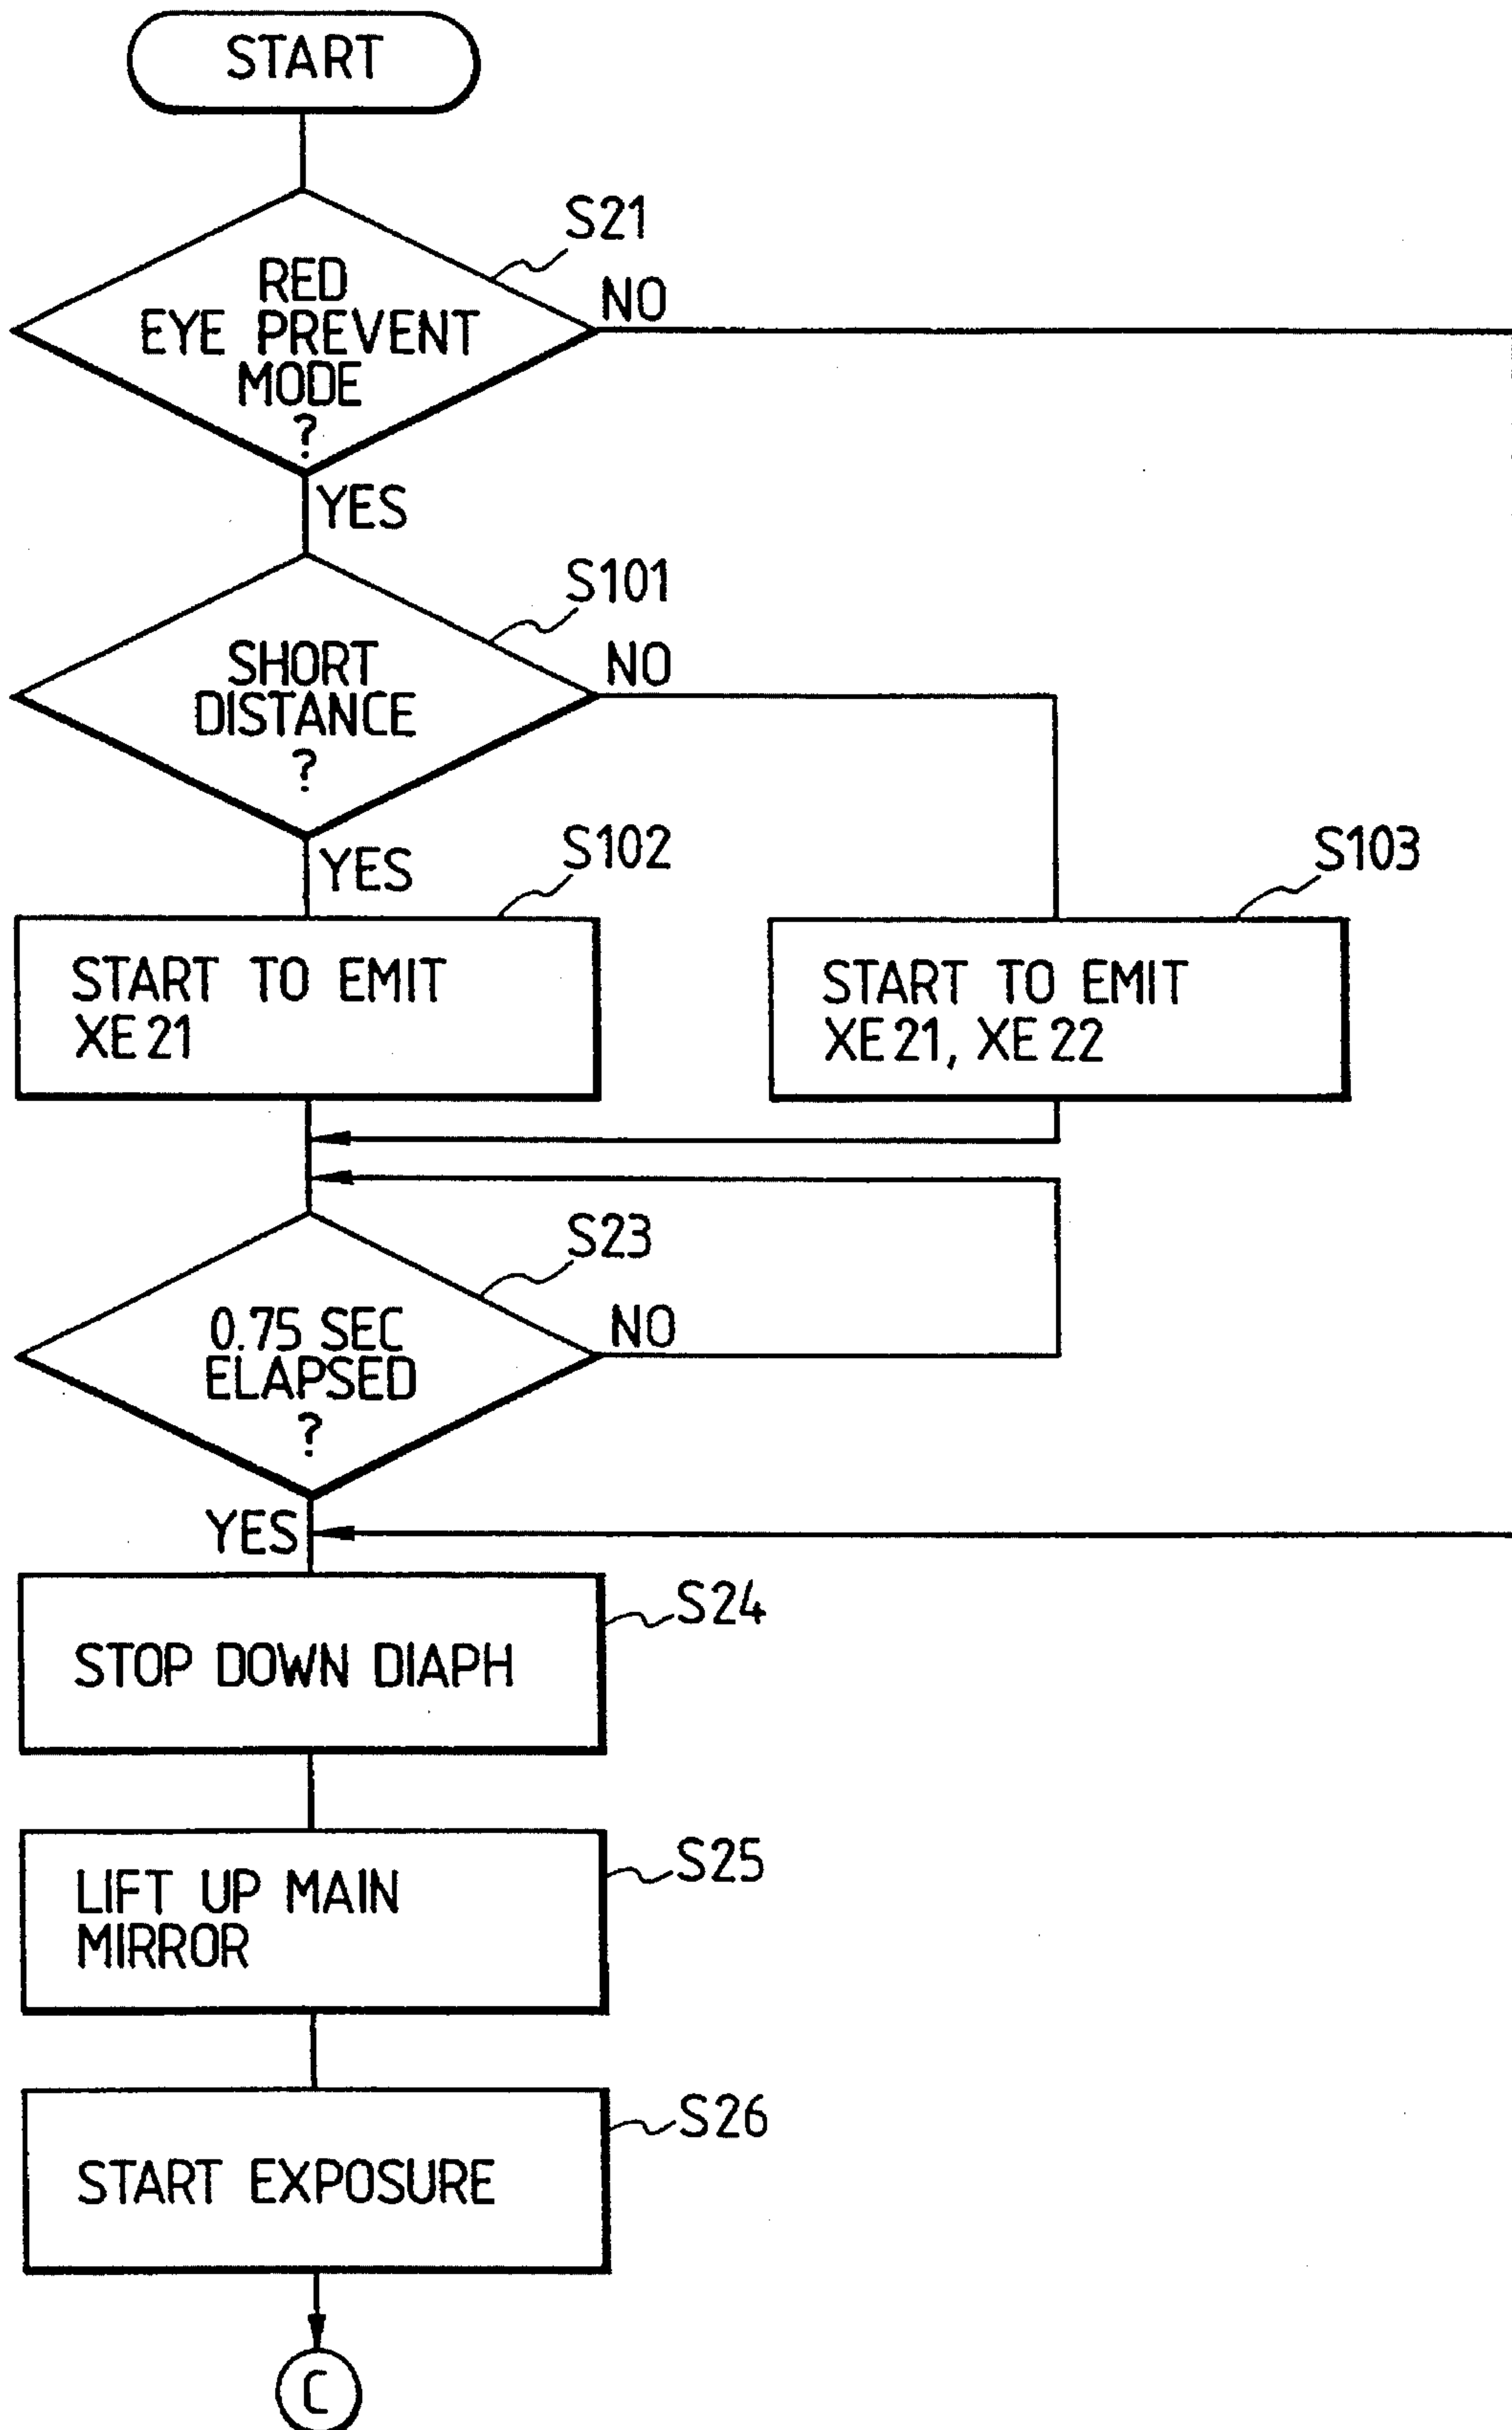 START
S21
RED
EYE PREVENT
MODE
?
NO
YES
S101
SHORT
DISTANCE
?
NO
YES
S102
S103
START TO EMIT
XE21
START TO EMIT
XE21, XE22
S23
0.75 SEC
ELAPSED
?
NO
YES
S24
STOP DOWN DIAPH
S25
LIFT UP MAIN
MIRROR
S26
START EXPOSURE
C